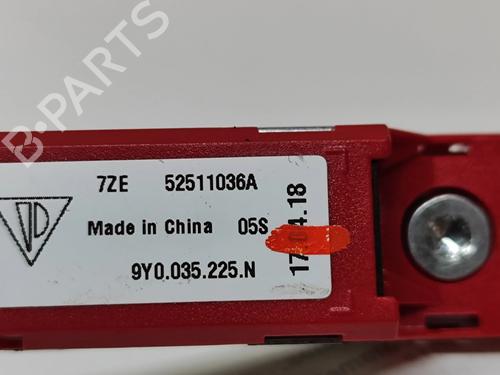 B-PARTS
7ZE 52511036A
Made in China 05S
9Y0.035.225.N